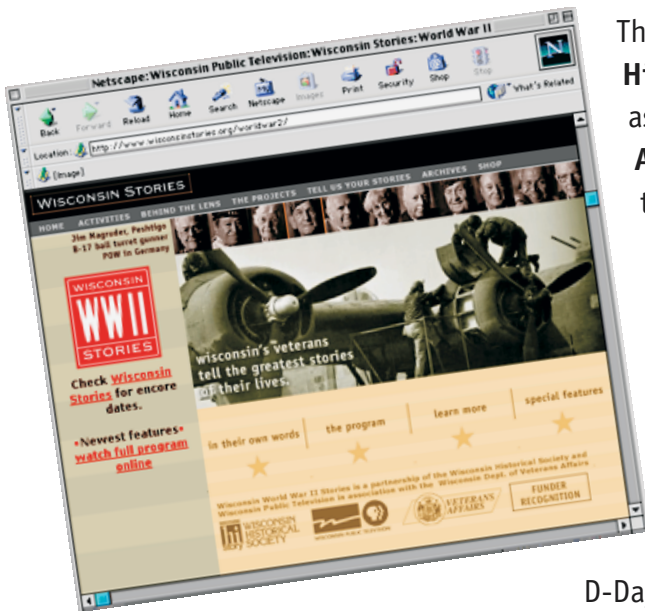 Netscape: Wisconsin Public Television: Wisconsin Stories: World War II
Back Forward Reload Home Search Netscape Images Print Security Shop Stop
Location: http://www.wisconsinstories.org/worldwar2/ What's Related
(Image)
WISCONSIN STORIES
HOME ACTIVITIES BEHIND THE LENS THE PROJECTS TELL US YOUR STORIES ARCHIVES SHOP
Jim Magruder, Peshtigo
B-17 ball turret gunner
POW in Germany
WISCONSIN
WWII
STORIES
Check Wisconsin
Stories for encore
dates.
•Newest features•
watch full program
online
wisconsin's veterans
tell the greatest stories
of their lives.
in their own words
the program
learn more
special features
Wisconsin World War II Stories is a partnership of the Wisconsin Historical Society and
Wisconsin Public Television in association with the Wisconsin Dept. of Veterans Affairs
WISCONSIN
HISTORICAL
SOCIETY
WISCONSIN PUBLIC TELEVISION
VETERANS
AFFAIRS
FUNDER
RECOGNITION
Th
as
A
t
D-Da